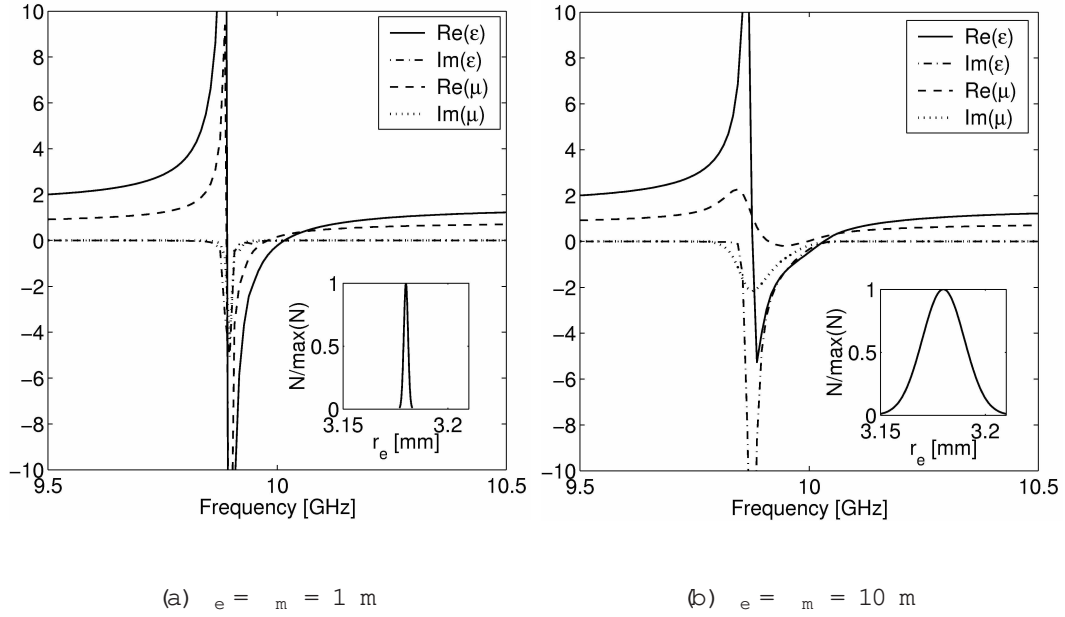 10
8
6
4
2
0
−2
−4
−6
−8
−10
9.5
10
10.5
Frequency [GHz]
Re(ε)
Im(ε)
Re(μ)
Im(μ)
1
0.5
0
N/max(N)
3.15
3.2
r_e [mm]
(a) e = m = 1 m
10
8
6
4
2
0
−2
−4
−6
−8
−10
9.5
10
10.5
Frequency [GHz]
Re(ε)
Im(ε)
Re(μ)
Im(μ)
1
0.5
0
N/max(N)
3.15
3.2
r_e [mm]
(b) e = m = 10 m